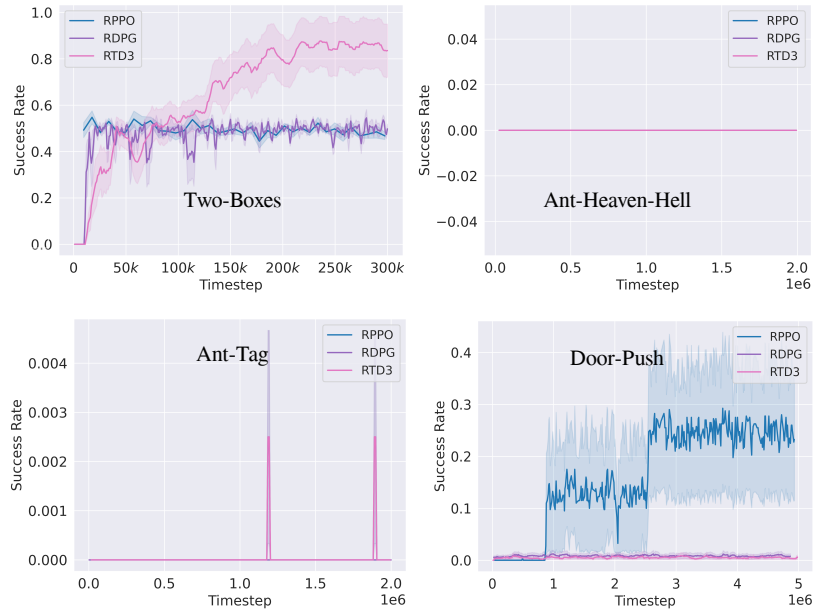 1.0
0.8
0.6
0.4
0.2
0.0
Success Rate
RPPO
RDPG
RTD3
Two-Boxes
0 50k 100k 150k 200k 250k 300k
Timestep
0.04
0.02
0.00
−0.02
−0.04
Success Rate
RPPO
RDPG
RTD3
Ant-Heaven-Hell
0.0 0.5 1.0 1.5 2.0
Timestep
1e6
0.004
0.003
0.002
0.001
0.000
Success Rate
RPPO
RDPG
RTD3
Ant-Tag
0.0 0.5 1.0 1.5 2.0
Timestep
1e6
0.4
0.3
0.2
0.1
0.0
Success Rate
RPPO
RDPG
RTD3
Door-Push
0 1 2 3 4 5
Timestep
1e6